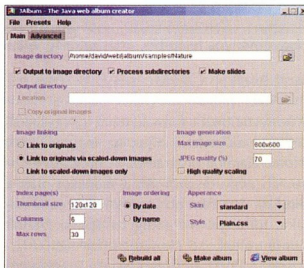 JAlbum - The Java web album creator
File Presets Help
Main Advanced
Image directory /home/david/web/album/samples/Nature
Output to image directory Process subdirectories Make slides
Output directory
Location
Copy original images
Image linking
Link to originals
Link to originals via scaled-down images
Link to scaled-down images only
Image generation
Max image size 600x600
JPEG quality (%) 70
High quality scaling
Index page(s)
Thumbnail size 120x120
Columns 6
Max rows 30
Image ordering
By date
By name
Apperence
Skin standard
Style Plain.css
Rebuild all Make album View album